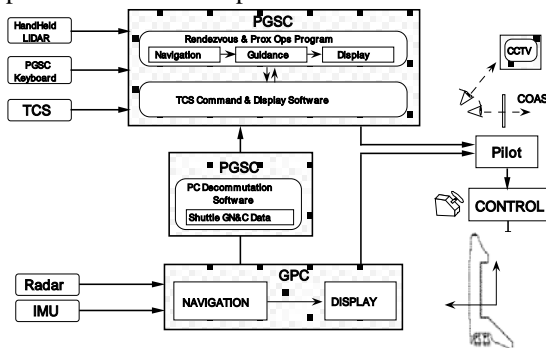 PGSC
HandHeld
LIDAR
Rendezvous & Prox Ops Program
Navigation
Guidance
Display
PGSC
Keyboard
TCS
TCS Command & Display Software
CCTV
COAS
Pilot
CONTROL
PGSC
PC Decommutation
Software
Shuttle GN&C Data
GPC
Radar
IMU
NAVIGATION
DISPLAY